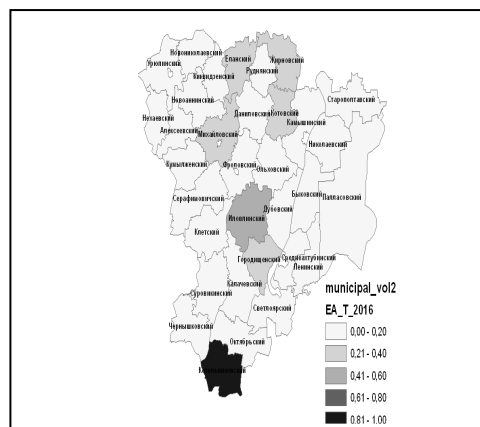 Новониколаевский
Урюпинский
Еланский
Жирновский
Руднянский
Киквидзенский
Новоаннинский
Старополтавский
Нехаевский
Даниловский
Котовский
Камышинский
Алексеевский
Михайловский
Николаевский
Кумылженский
Фроловский
Ольховский
Серафимовичский
Быковский
Палласовский
Иловлинский
Дубовский
Клетский
Городищенский
Среднеахтубинский
Ленинский
Калачевский
Суровикинский
Светлоярский
Чернышковский
Октябрьский
municipal_vol2
EA_T_2016
0,00 - 0,20
0,21 - 0,40
0,41 - 0,60
0,61 - 0,80
0,81 - 1,00